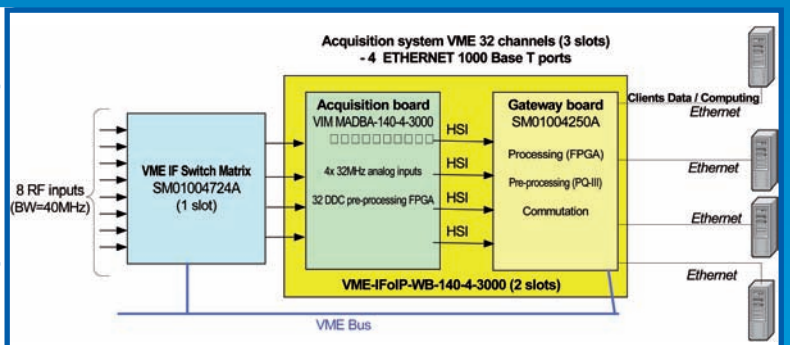 Acquisition system VME 32 channels (3 slots)
- 4 ETHERNET 1000 Base T ports
8 RF inputs
(BW=40MHz)
VME IF Switch Matrix
SM01004724A
(1 slot)
Acquisition board
VIM MADBA-140-4-3000
4x 32MHz analog inputs
32 DDC pre-processing FPGA
HSI
HSI
HSI
HSI
Gateway board
SM01004250A
Processing (FPGA)
Pre-processing (PQ-III)
Commutation
VME-IFoIP-WB-140-4-3000 (2 slots)
Clients Data / Computing
Ethernet
Ethernet
Ethernet
Ethernet
VME Bus